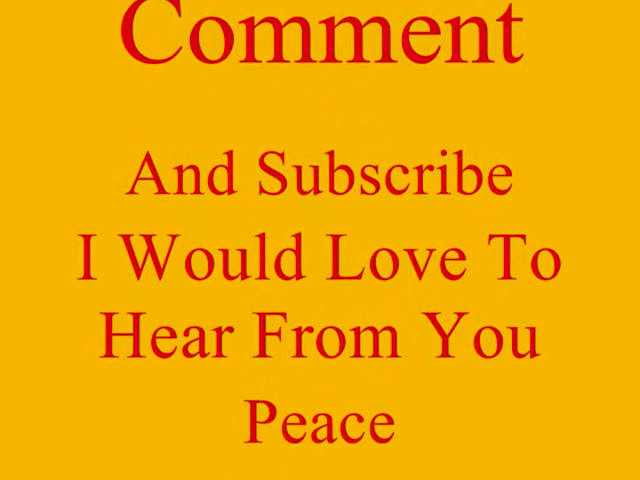 Comment
And Subscribe
I Would Love To
Hear From You
Peace